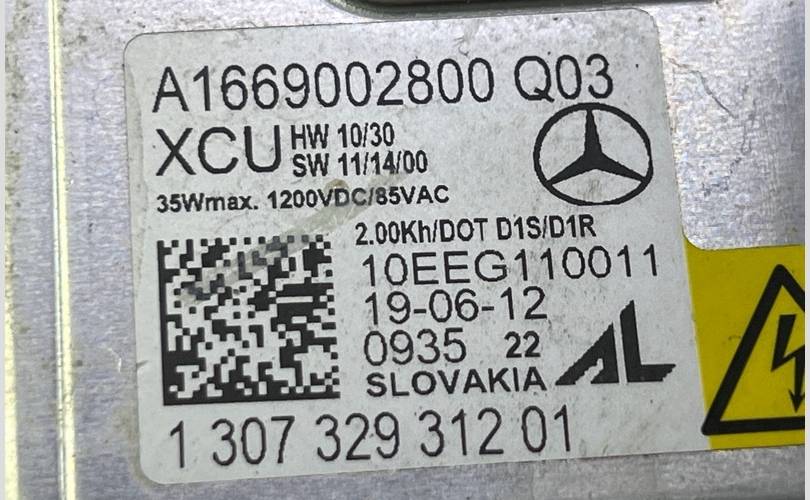 A1669002800 Q03
XCU HW 10/30
SW 11/14/00
35Wmax. 1200VDC/85VAC
2.00Kh/DOT D1S/D1R
10EEG110011
19-06-12
0935 22
SLOVAKIA AL
1 307 329 312 01